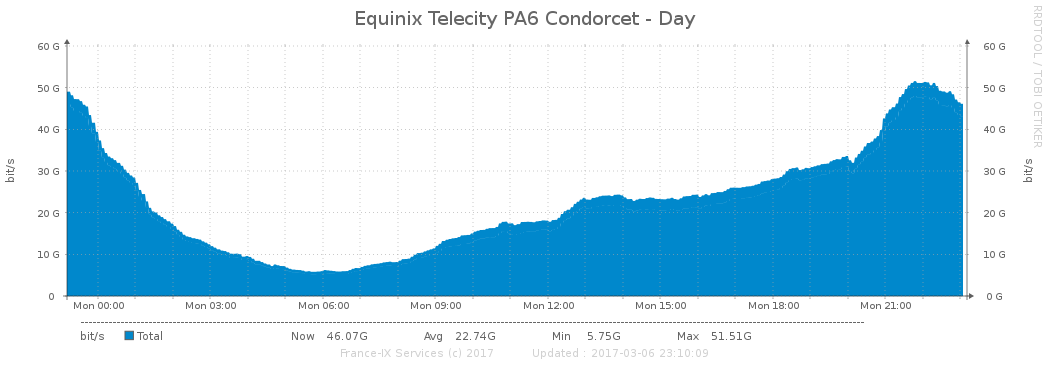 Equinix Telecity PA6 Condorcet - Day
RRDTOOL / TOBI OETIKER
bit/s
60 G 60 G
50 G 50 G
40 G 40 G
30 G 30 G
20 G 20 G
10 G 10 G
0 0 G
bit/s
Mon 00:00 Mon 03:00 Mon 06:00 Mon 09:00 Mon 12:00 Mon 15:00 Mon 18:00 Mon 21:00
bit/s Total Now 46.07G Avg 22.74G Min 5.75G Max 51.51G
France-IX Services (c) 2017 Updated : 2017-03-06 23:10:09